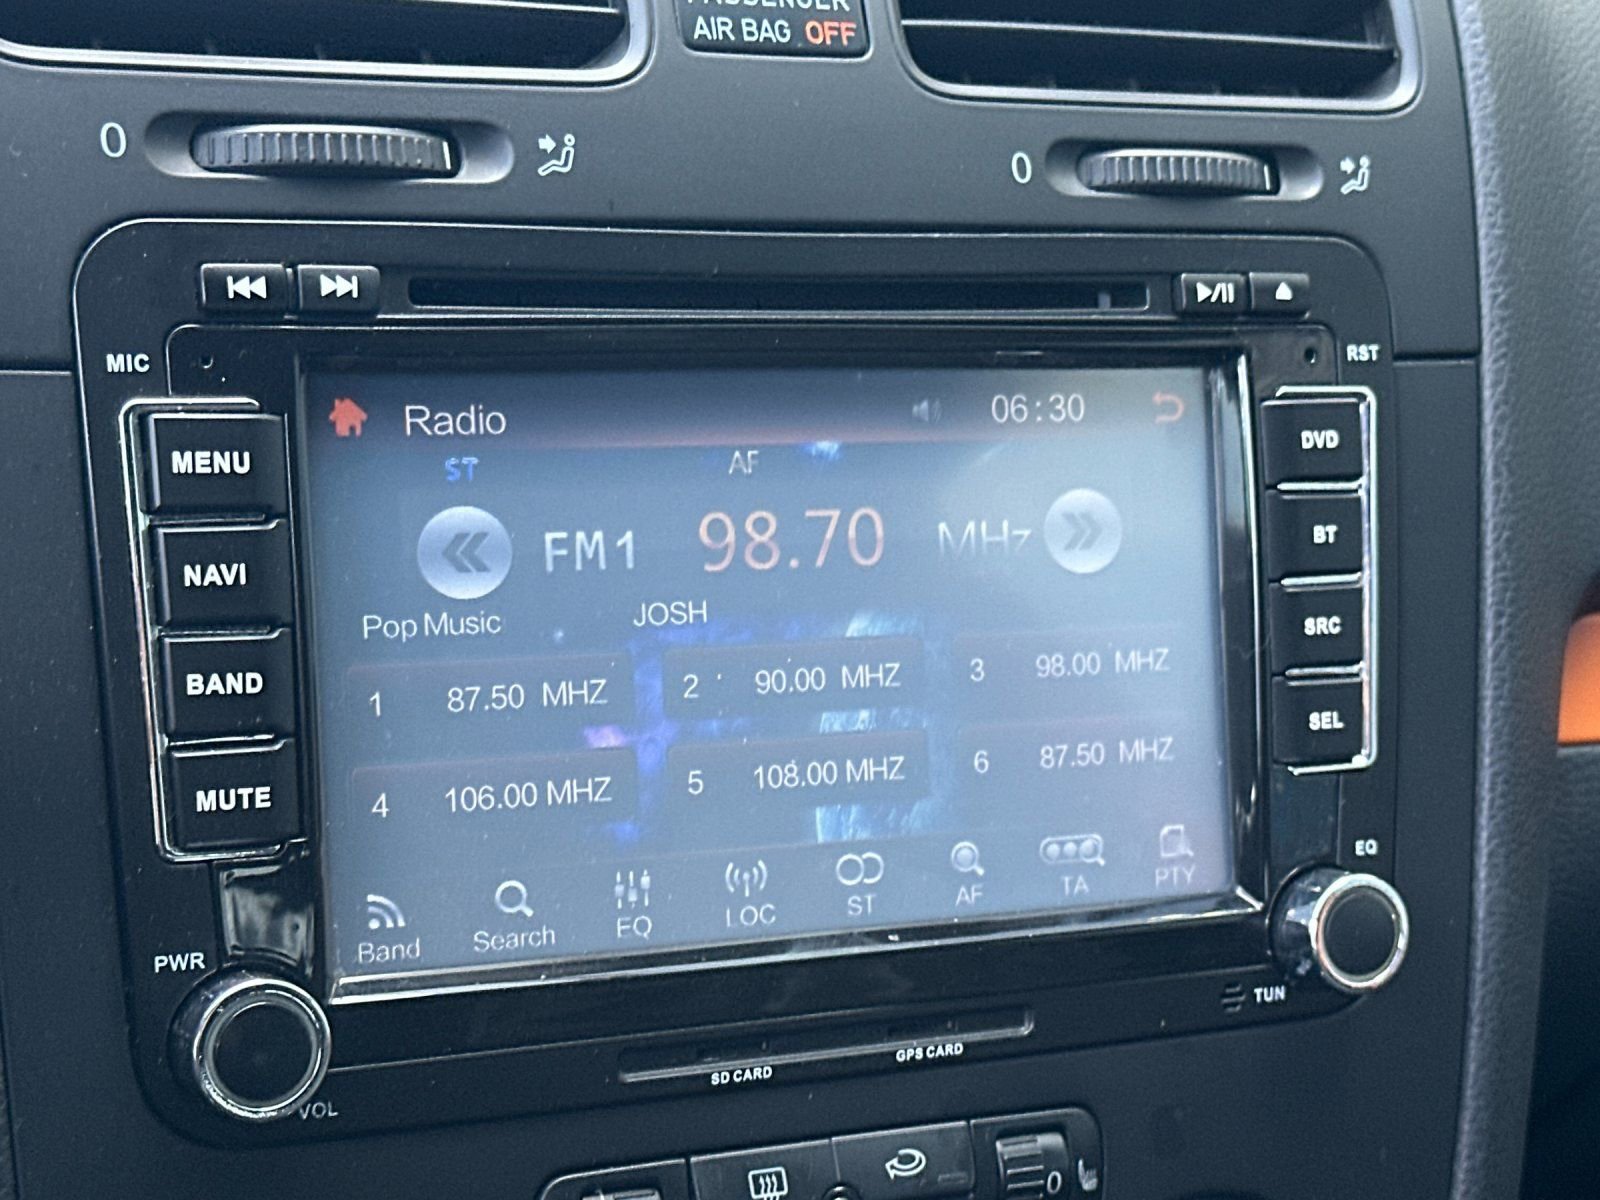 PASSENGER
AIR BAG OFF
0
0
MIC
RST
Radio
06:30
ST
AF
FM1 98.70 MHz
Pop Music JOSH
1 87.50 MHZ
2 90.00 MHZ
3 98.00 MHZ
4 106.00 MHZ
5 108.00 MHZ
6 87.50 MHZ
Band
Search
EQ
LOC
ST
AF
TA
PTY
MENU
NAVI
BAND
MUTE
DVD
BT
SRC
SEL
PWR
VOL
EQ
TUN
SD CARD
GPS CARD
0